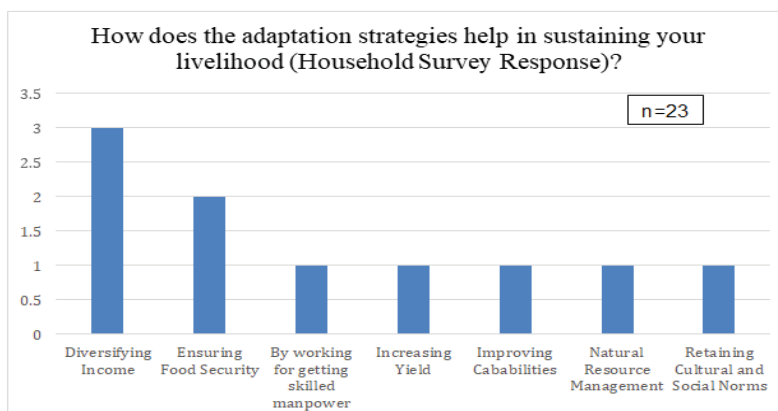 How does the adaptation strategies help in sustaining your
livelihood (Household Survey Response)?
n=23
3.5
3
2.5
2
1.5
1
0.5
0
Diversifying
Income
Ensuring
Food Security
By working
for getting
skilled
manpower
Increasing
Yield
Improving
Cababilities
Natural
Resource
Management
Retaining
Cultural and
Social Norms